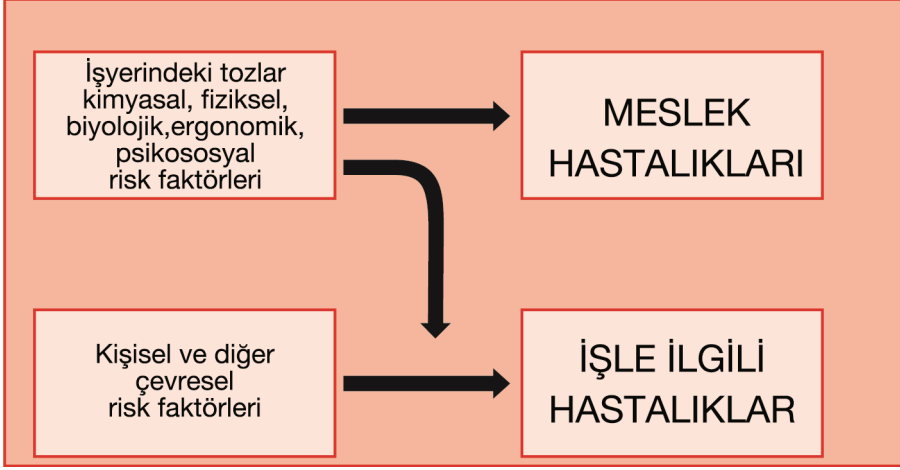 İşyerindeki tozlar
kimyasal, fiziksel,
biyolojik,ergonomik,
psikososyal
risk faktörleri
MESLEK
HASTALIKLARI
Kişisel ve diğer
çevresel
risk faktörleri
İŞLE İLGİLİ
HASTALIKLAR